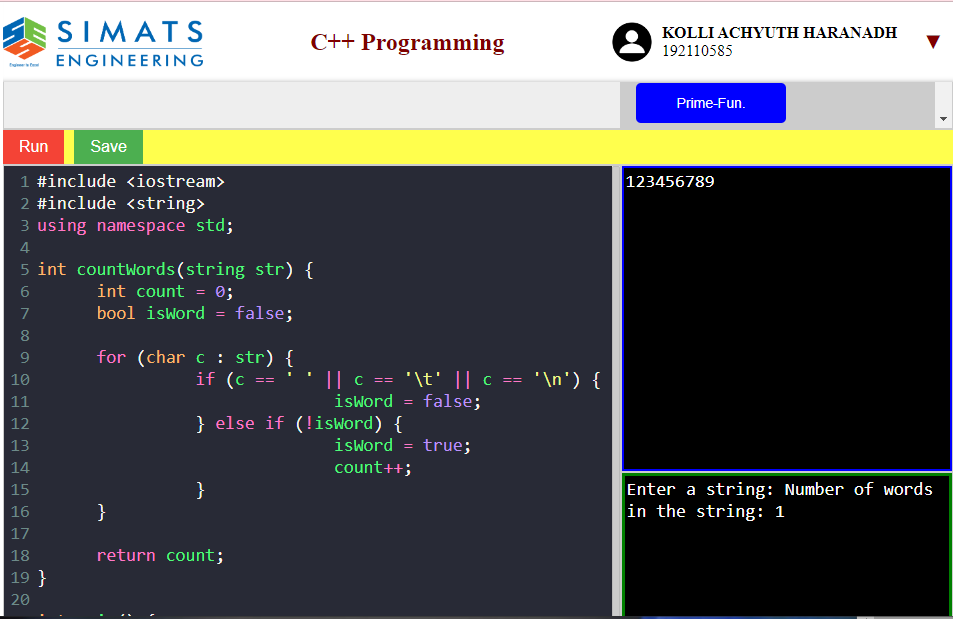 SIMATS
ENGINEERING
Engineer to Excel
C++ Programming
KOLLI ACHYUTH HARANADH
192110585
Prime-Fun.
Run
Save
1 #include <iostream>
2 #include <string>
3 using namespace std;
4
5 int countWords(string str) {
6 int count = 0;
7 bool isWord = false;
8
9 for (char c : str) {
10 if (c == ' ' || c == '\t' || c == '\n') {
11 isWord = false;
12 } else if (!isWord) {
13 isWord = true;
14 count++;
15 }
16 }
17
18 return count;
19 }
20
123456789
Enter a string: Number of words
in the string: 1